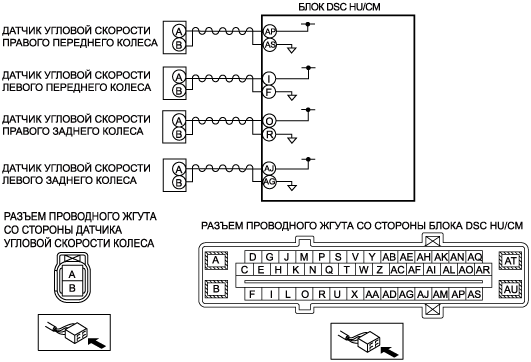 БЛОК DSC HU/CM
ДАТЧИК УГЛОВОЙ СКОРОСТИ
ПРАВОГО ПЕРЕДНЕГО КОЛЕСА
A
B
AP
AS
ДАТЧИК УГЛОВОЙ СКОРОСТИ
ЛЕВОГО ПЕРЕДНЕГО КОЛЕСА
A
B
I
F
ДАТЧИК УГЛОВОЙ СКОРОСТИ
ПРАВОГО ЗАДНЕГО КОЛЕСА
A
B
O
R
ДАТЧИК УГЛОВОЙ СКОРОСТИ
ЛЕВОГО ЗАДНЕГО КОЛЕСА
A
B
AJ
AG
РАЗЪЕМ ПРОВОДНОГО ЖГУТА
СО СТОРОНЫ ДАТЧИКА
УГЛОВОЙ СКОРОСТИ КОЛЕСА
A
B
РАЗЪЕМ ПРОВОДНОГО ЖГУТА СО СТОРОНЫ БЛОКА DSC HU/CM
A D G J M P S V Y AB AE AH AK AN AQ AT
C E H K N Q T W Z AC AF AI AL AO AR
B F I L O R U X AA AD AG AJ AM AP AS AU